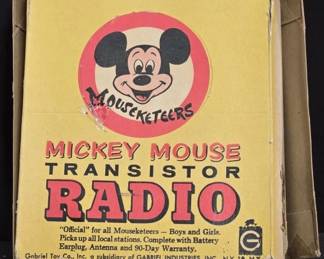 MOUSEKETEERS
MICKEY MOUSE
TRANSISTOR
RADIO
"Official" for all Mouseketeers — Boys and Girls.
Picks up all local stations. Complete with Battery
Earplug, Antenna and 90-Day Warranty.
Gabriel Toy Co., Inc. a subsidiary of GABRIEL INDUSTRIES, INC. N.Y. 10, N.Y.
G